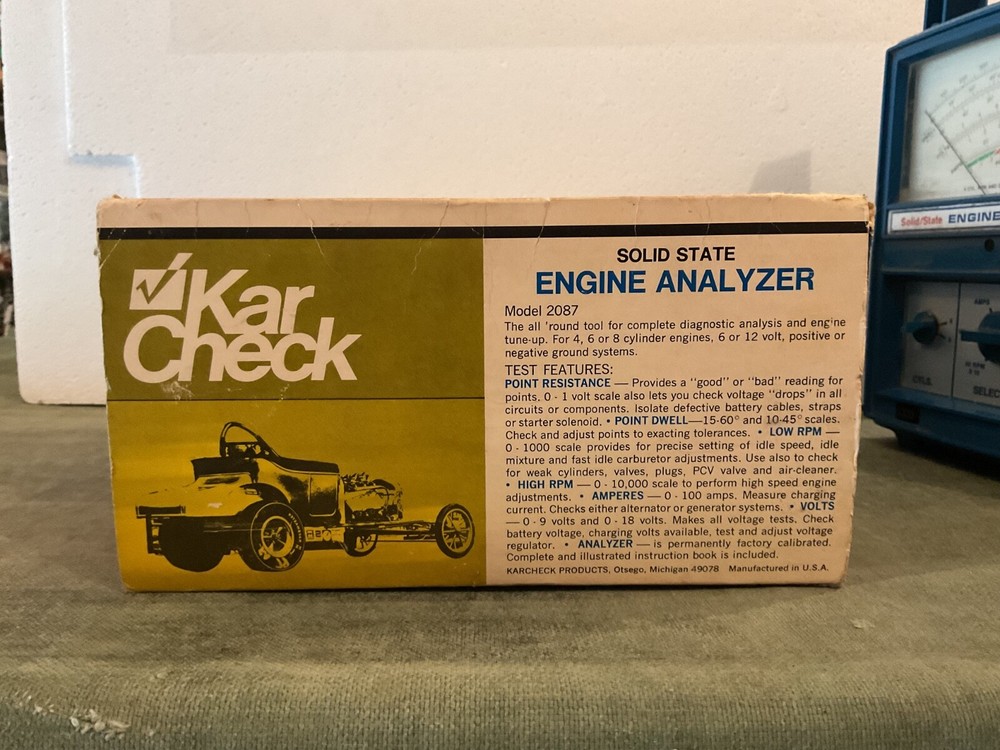 Kar
Check
SOLID STATE
ENGINE ANALYZER
Model 2087
The all 'round tool for complete diagnostic analysis and engine
tune-up. For 4, 6 or 8 cylinder engines, 6 or 12 volt, positive or
negative ground systems.
TEST FEATURES:
POINT RESISTANCE — Provides a "good" or "bad" reading for
points. 0 - 1 volt scale also lets you check voltage "drops" in all
circuits or components. Isolate defective battery cables, straps
or starter solenoid. • POINT DWELL—15-60° and 10-45° scales.
Check and adjust points to exacting tolerances. • LOW RPM —
0 - 1000 scale provides for precise setting of idle speed, idle
mixture and fast idle carburetor adjustments. Use also to check
for weak cylinders, valves, plugs, PCV valve and air-cleaner.
• HIGH RPM — 0 - 10,000 scale to perform high speed engine
adjustments. • AMPERES — 0 - 100 amps. Measure charging
current. Checks either alternator or generator systems. • VOLTS
— 0 - 9 volts and 0 - 18 volts. Makes all voltage tests. Check
battery voltage, charging volts available, test and adjust voltage
regulator. • ANALYZER — is permanently factory calibrated.
Complete and illustrated instruction book is included.
KARCHECK PRODUCTS, Otsego, Michigan 49078 Manufactured in U.S.A.
Solid/State ENGINE
AMPS
CYLS.
SELEC